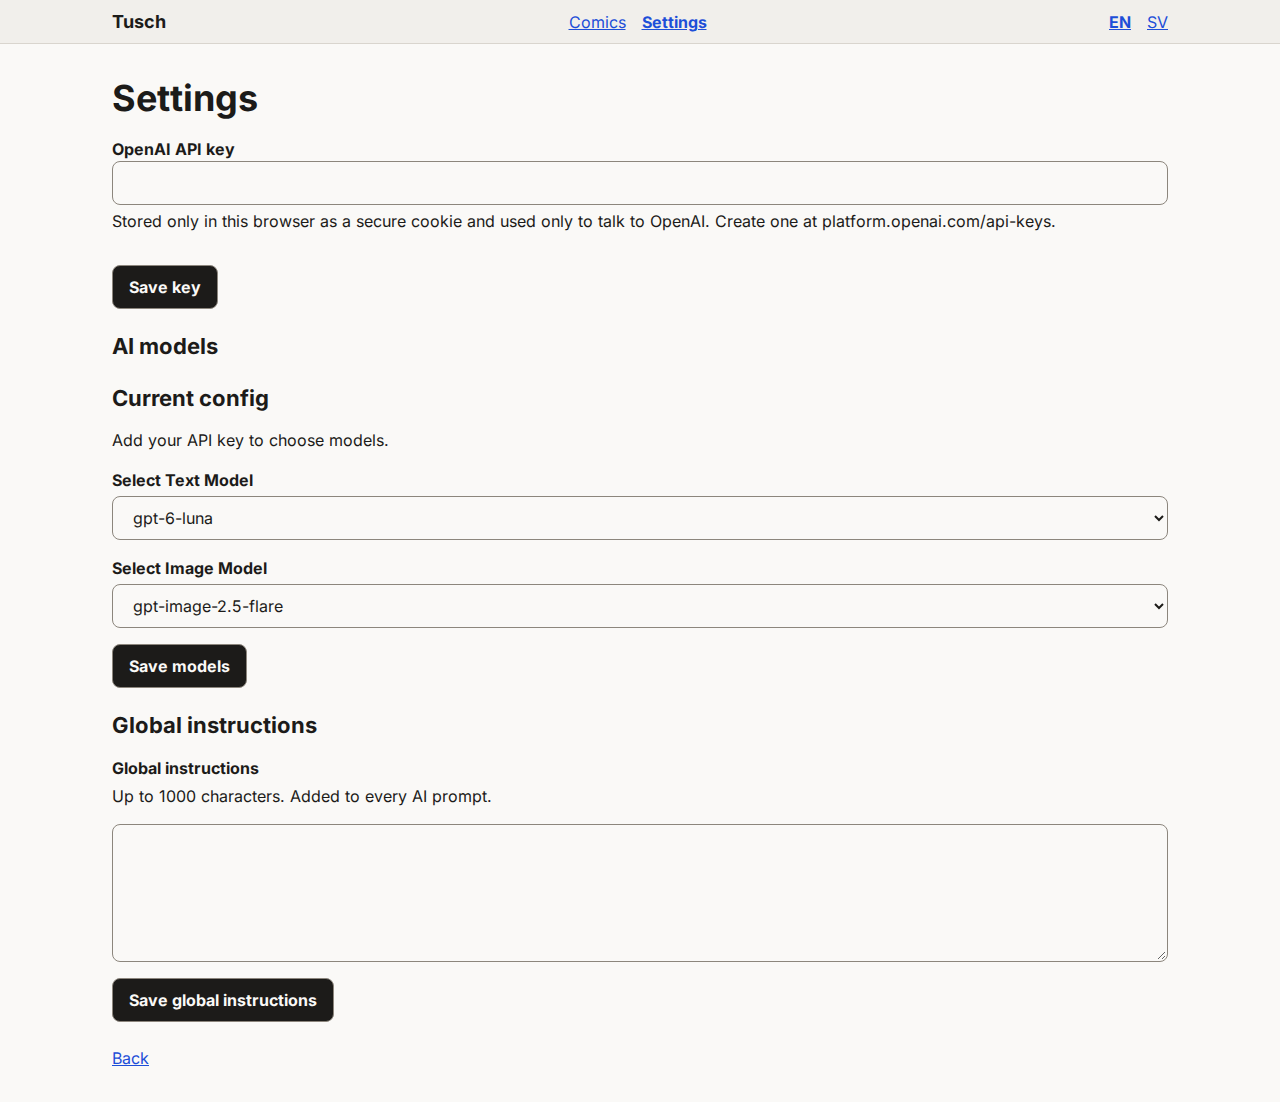 Tusch
Comics Settings
EN SV
Settings
OpenAI API key
Stored only in this browser as a secure cookie and used only to talk to OpenAI. Create one at platform.openai.com/api-keys.
Save key
AI models
Current config
Add your API key to choose models.
Select Text Model
gpt-6-luna
Select Image Model
gpt-image-2.5-flare
Save models
Global instructions
Global instructions
Up to 1000 characters. Added to every AI prompt.
Save global instructions
Back